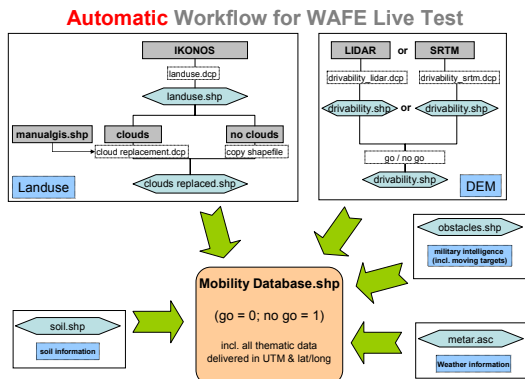 Automatic Workflow for WAFE Live Test
IKONOS
landuse.dcp
landuse.shp
manualgis.shp
clouds
no clouds
cloud replacement.dcp
copy shapefile
clouds replaced.shp
Landuse
LIDAR or SRTM
drivability_lidar.dcp
drivability_srtm.dcp
drivability.shp or drivability.shp
go / no go
drivability.shp
DEM
obstacles.shp
military intelligence
(incl. moving targets)
Mobility Database.shp
(go = 0; no go = 1)
incl. all thematic data
delivered in UTM & lat/long
soil.shp
soil information
metar.asc
Weather information